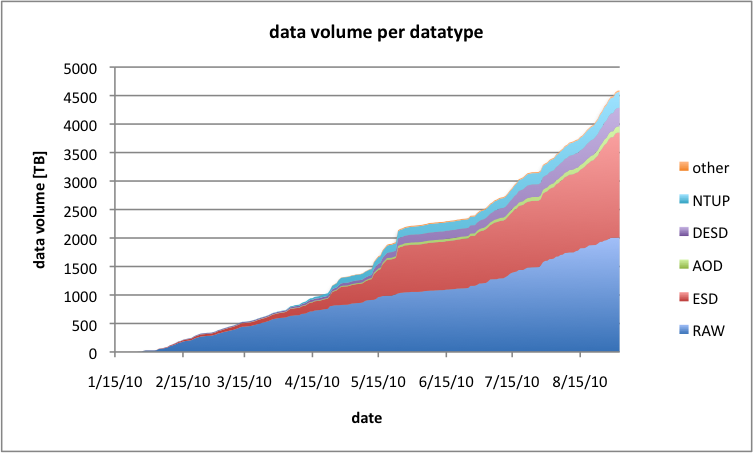 data volume per datatype
5000
4500
4000
3500
3000
2500
2000
1500
1000
500
0
data volume [TB]
1/15/10 2/15/10 3/15/10 4/15/10 5/15/10 6/15/10 7/15/10 8/15/10
date
other
NTUP
DESD
AOD
ESD
RAW